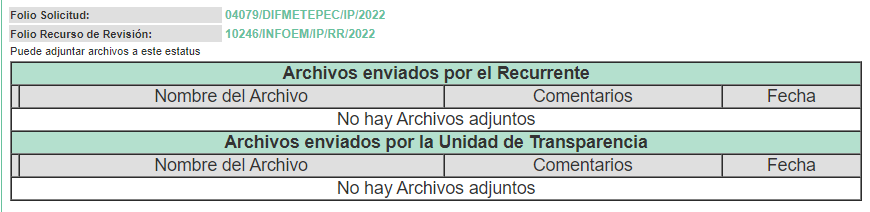 Folio Solicitud: 04079/DIFMETEPEC/IP/2022
Folio Recurso de Revisión: 10246/INFOEM/IP/RR/2022
Puede adjuntar archivos a este estatus
Archivos enviados por el Recurrente
Nombre del Archivo Comentarios Fecha
No hay Archivos adjuntos
Archivos enviados por la Unidad de Transparencia
Nombre del Archivo Comentarios Fecha
No hay Archivos adjuntos